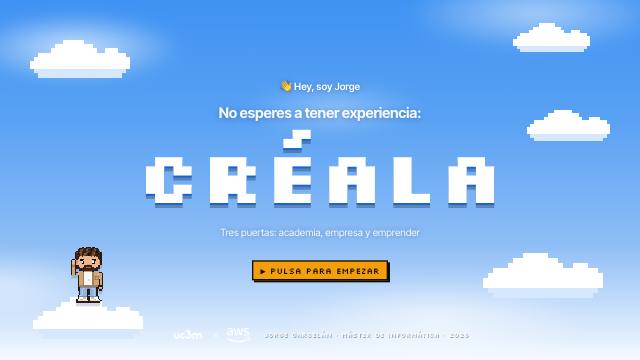 👋 Hey, soy Jorge
No esperes a tener experiencia:
CRÉALA
Tres puertas: academia, empresa y emprender
▶ PULSA PARA EMPEZAR
uc3m × aws JORGE GARCELÁN · MÁSTER DE INFORMÁTICA · 2026